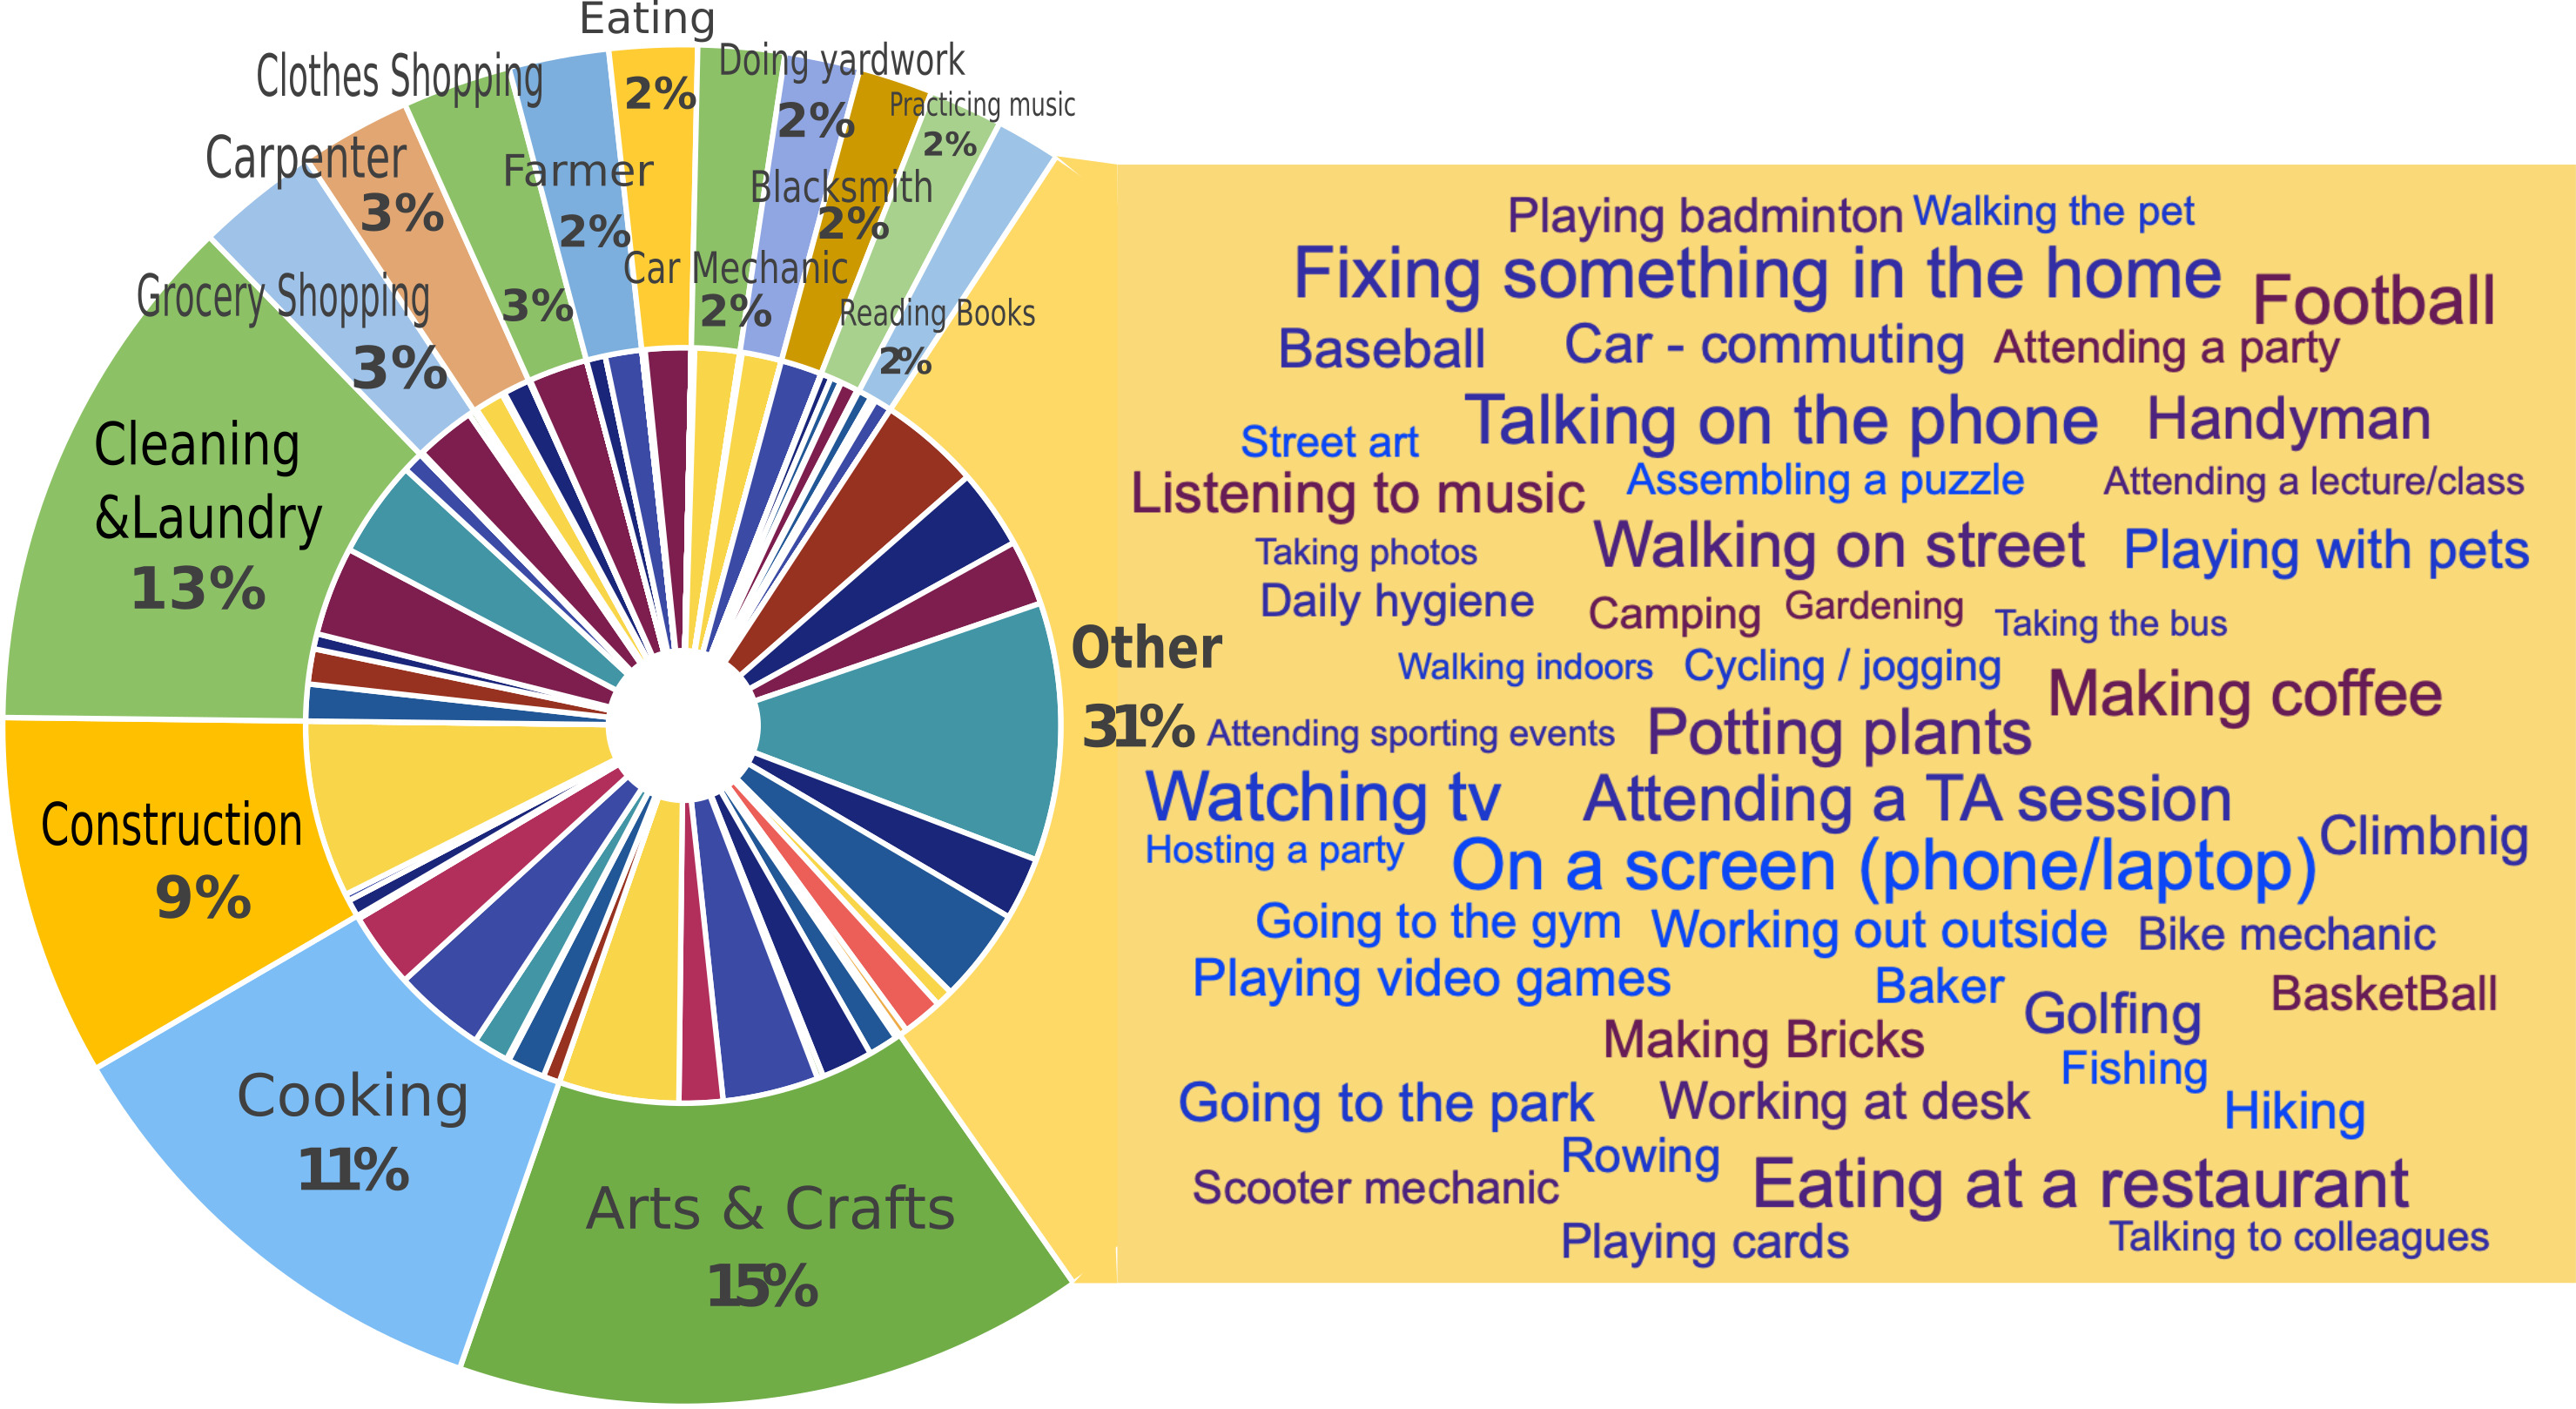 Eating
2%
Doing yardwork
2%
Clothes Shopping
3%
Practicing music
2%
Carpenter
3%
Farmer
2%
Blacksmith
2%
Car Mechanic
2%
Grocery Shopping
3%
Reading Books
2%
Cleaning
&Laundry
13%
Construction
9%
Cooking
11%
Arts & Crafts
15%
Other
31%
Playing badminton Walking the pet
Fixing something in the home Football
Baseball Car - commuting Attending a party
Street art Talking on the phone Handyman
Listening to music Assembling a puzzle Attending a lecture/class
Taking photos Walking on street Playing with pets
Daily hygiene Camping Gardening Taking the bus
Walking indoors Cycling / jogging Making coffee
Attending sporting events Potting plants
Watching tv Attending a TA session
Hosting a party On a screen (phone/laptop) Climbnig
Going to the gym Working out outside Bike mechanic
Playing video games Baker Golfing BasketBall
Making Bricks Fishing
Going to the park Working at desk Hiking
Scooter mechanic Rowing Eating at a restaurant
Playing cards Talking to colleagues